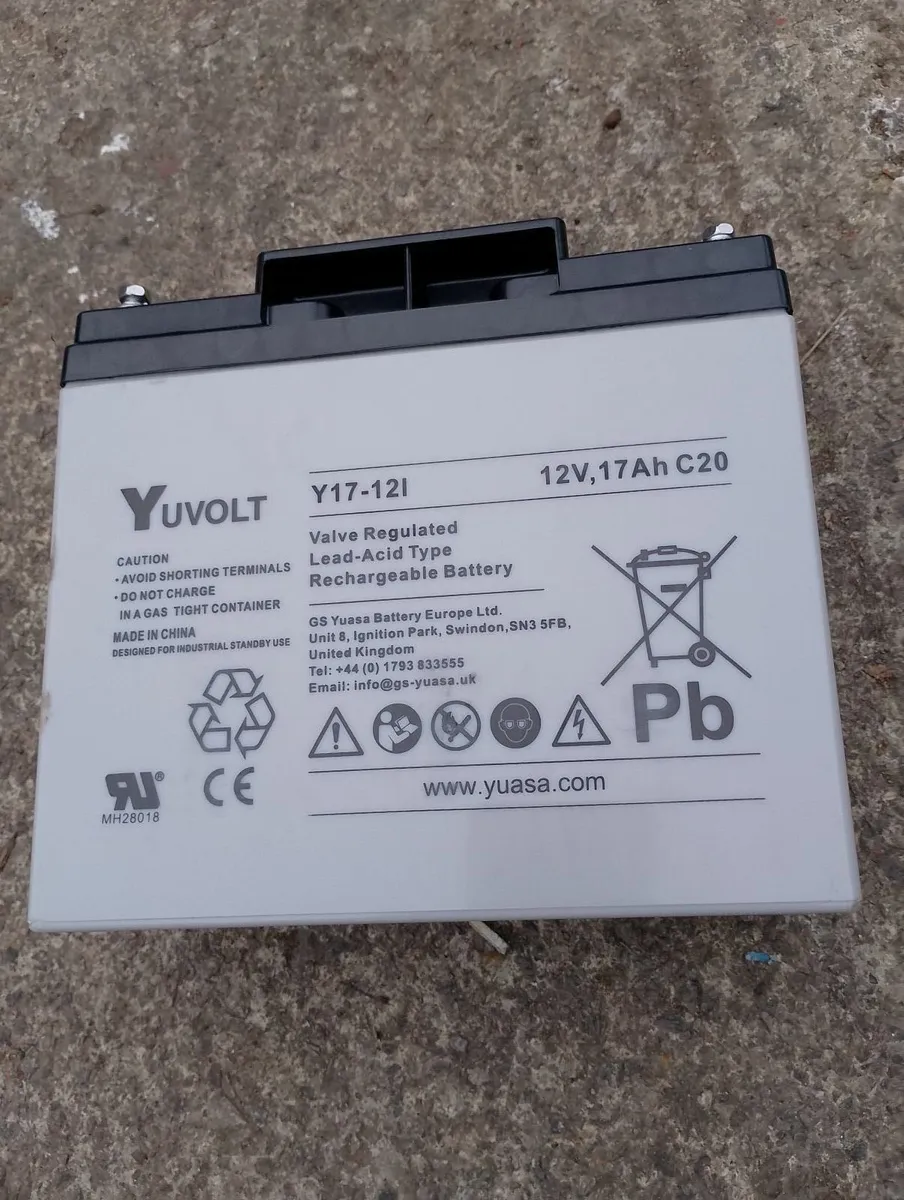 YUVOLT
CAUTION
• AVOID SHORTING TERMINALS
• DO NOT CHARGE
IN A GAS TIGHT CONTAINER
MADE IN CHINA
DESIGNED FOR INDUSTRIAL STANDBY USE
Y17-12I
12V,17Ah C20
Valve Regulated
Lead-Acid Type
Rechargeable Battery
GS Yuasa Battery Europe Ltd.
Unit 8, Ignition Park, Swindon,SN3 5FB,
United Kingdom
Tel: +44 (0) 1793 833555
Email: info@gs-yuasa.uk
Pb
®
MH28018
CE
www.yuasa.com